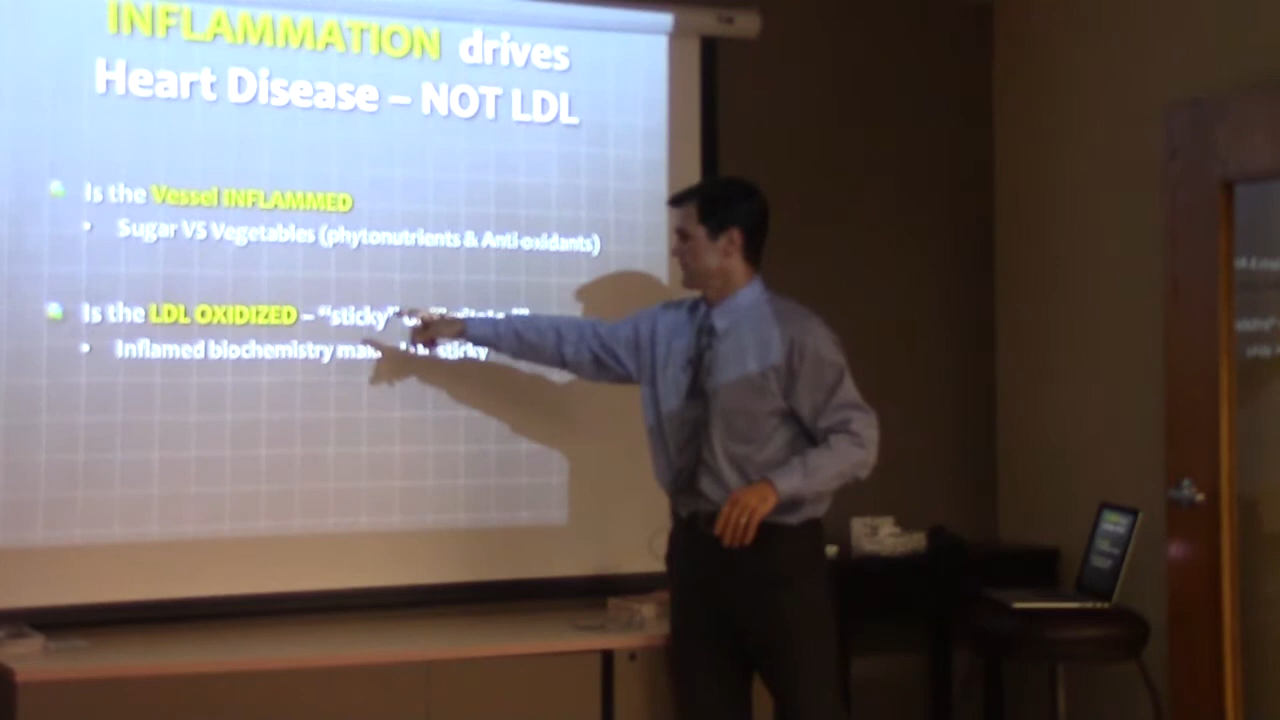 INFLAMMATION drives
Heart Disease – NOT LDL
Is the Vessel INFLAMMED
• Sugar VS Vegetables (phytonutrients & Anti-oxidants)
Is the LDL OXIDIZED – “sticky”
• Inflamed biochemistry sticky